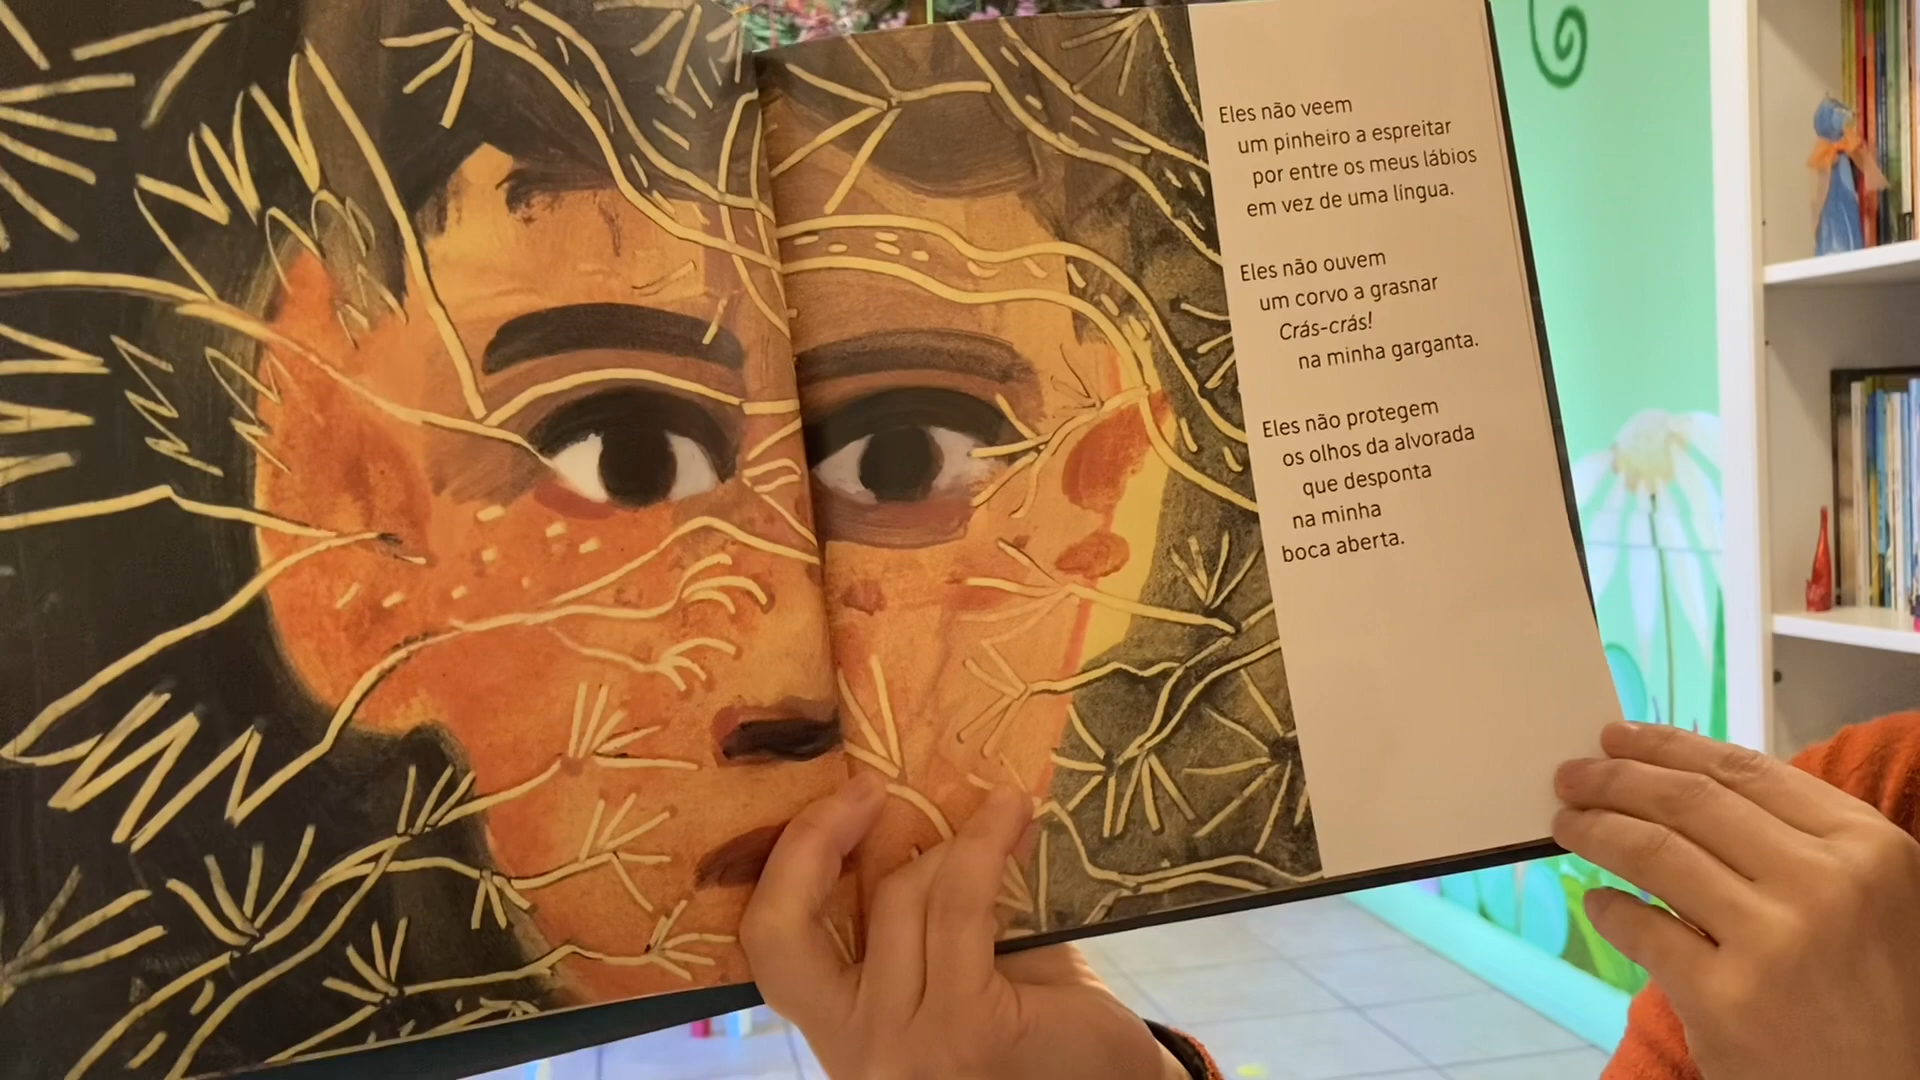 Eles não veem
um pinheiro a espreitar
por entre os meus lábios
em vez de uma língua.
Eles não ouvem
um corvo a grasnar
Crás-crás!
na minha garganta.
Eles não protegem
os olhos da alvorada
que desponta
na minha
boca aberta.